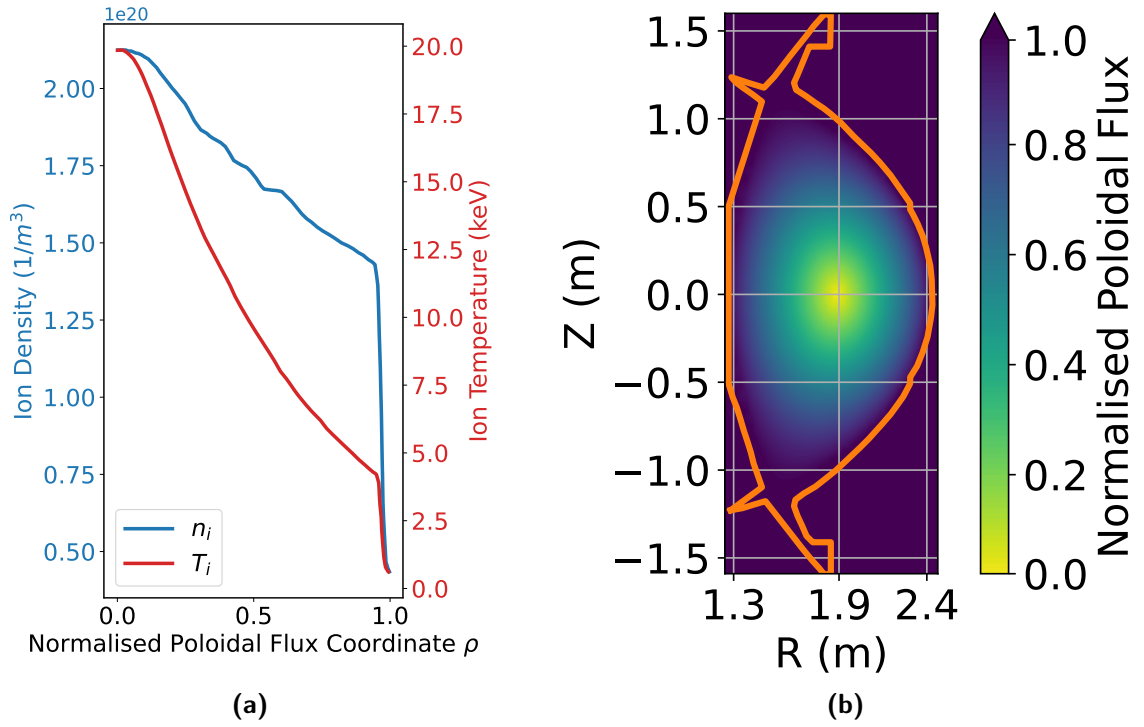 1e20
2.00
1.75
1.50
1.25
1.00
0.75
0.50
Ion Density (1/m³)
20.0
17.5
15.0
12.5
10.0
7.5
5.0
2.5
0.0
Ion Temperature (keV)
n_i
T_i
0.0 0.5 1.0
Normalised Poloidal Flux Coordinate ρ
(a)
1.5
1.0
0.5
0.0
−0.5
−1.0
−1.5
Z (m)
1.3 1.9 2.4
R (m)
1.0
0.8
0.6
0.4
0.2
0.0
Normalised Poloidal Flux
(b)